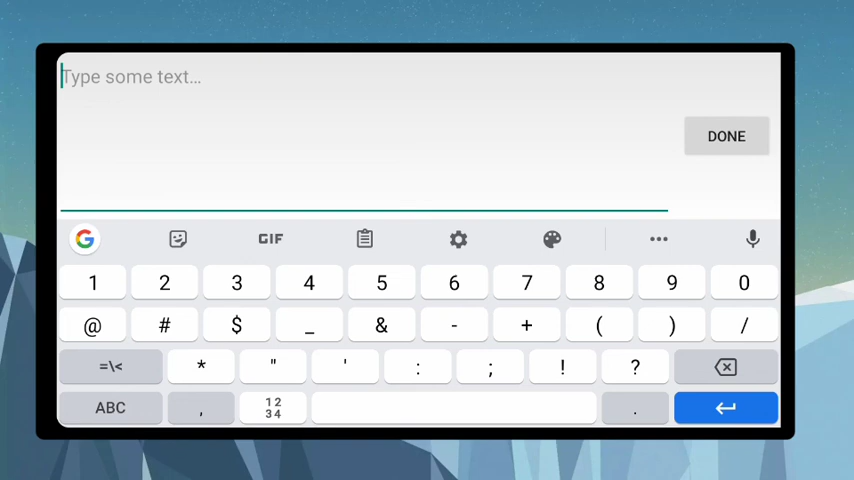 Type some text...
DONE
G GIF
1 2 3 4 5 6 7 8 9 0
@ # $ _ & - + ( ) /
=\< * " ' : ; ! ?
ABC , 12 34 .